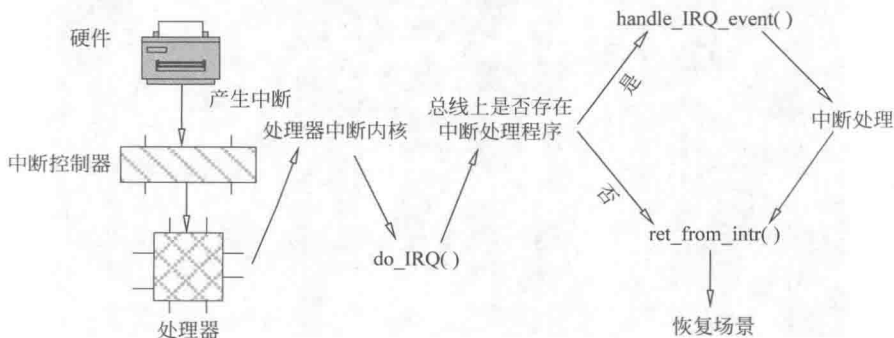 硬件
产生中断
中断控制器
处理器
处理器中断内核
do_IRQ( )
总线上是否存在
中断处理程序
是
否
handle_IRQ_event( )
中断处理
ret_from_intr( )
恢复场景